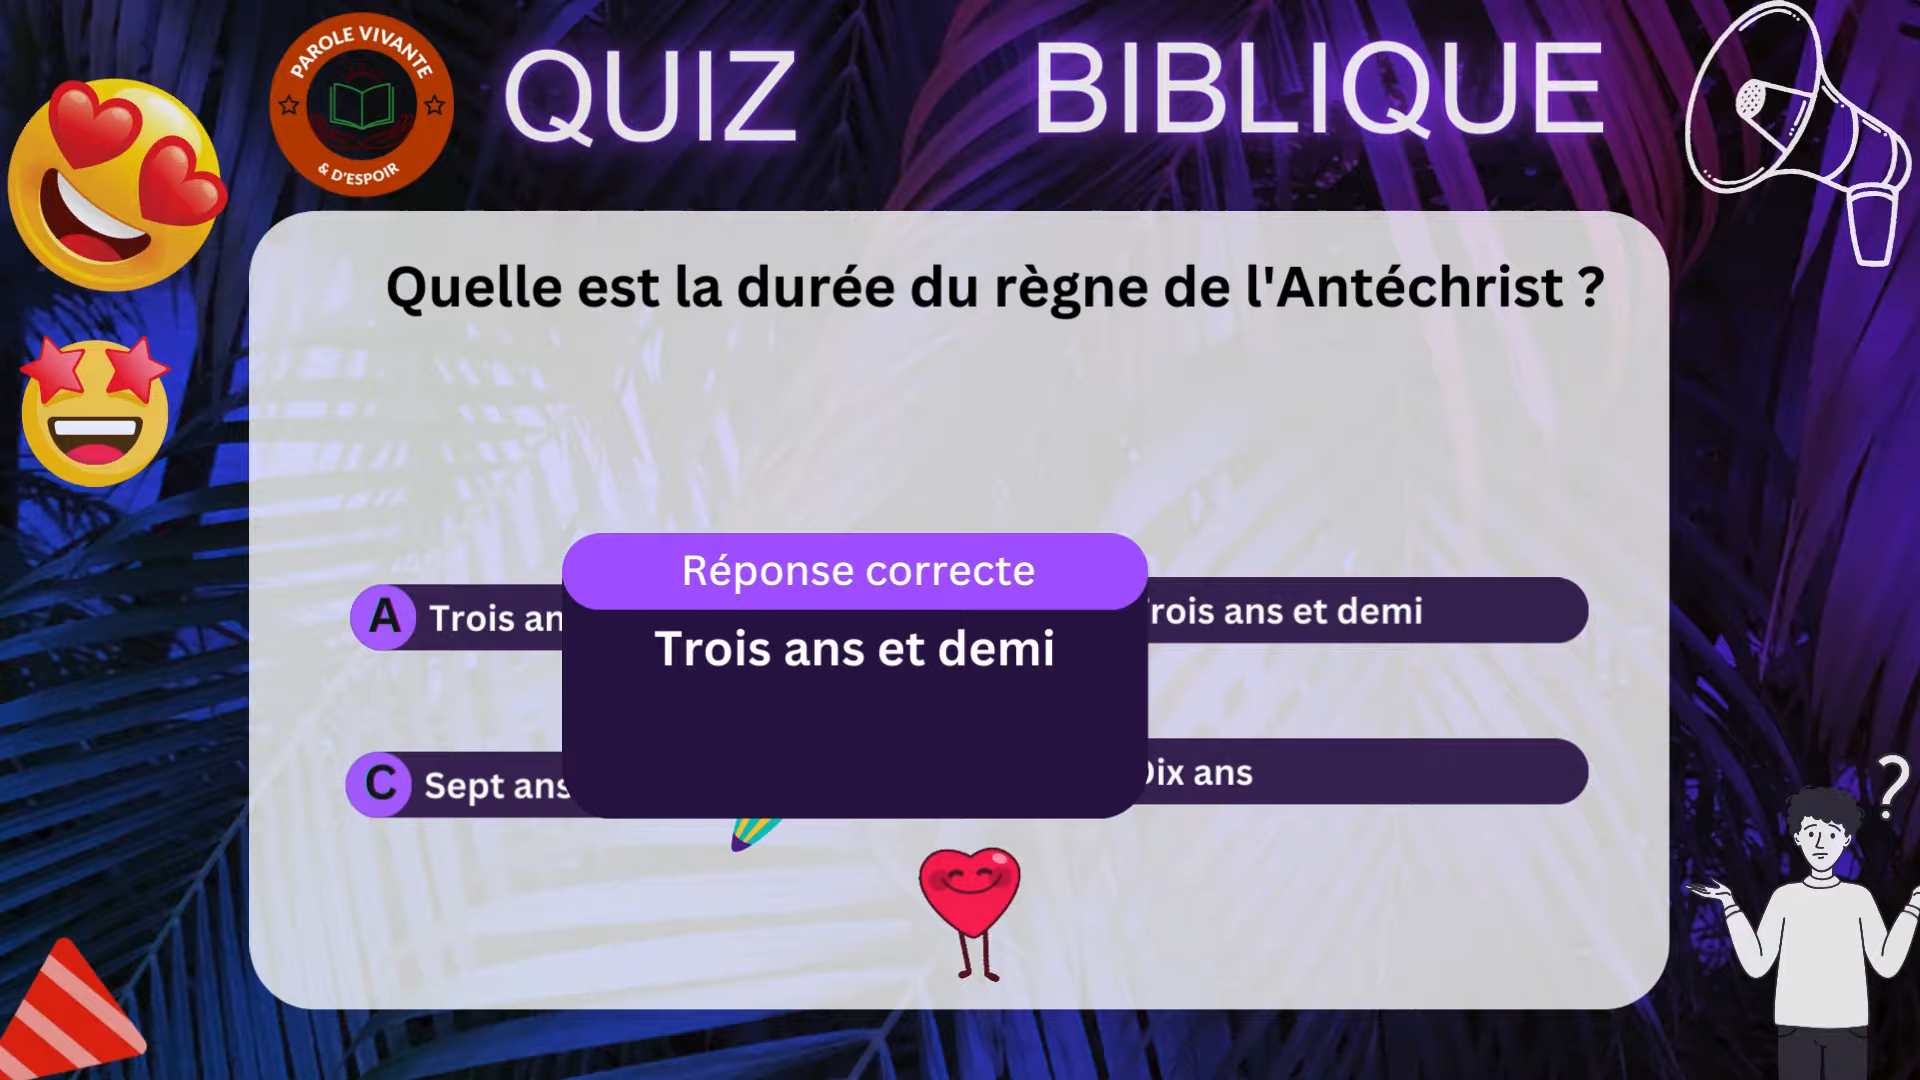 PAROLE VIVANTE
& D'ESPOIR
QUIZ BIBLIQUE
Quelle est la durée du règne de l'Antéchrist ?
Réponse correcte
Trois ans et demi
A Trois
rois ans et demi
C Sept ans
ix ans
?